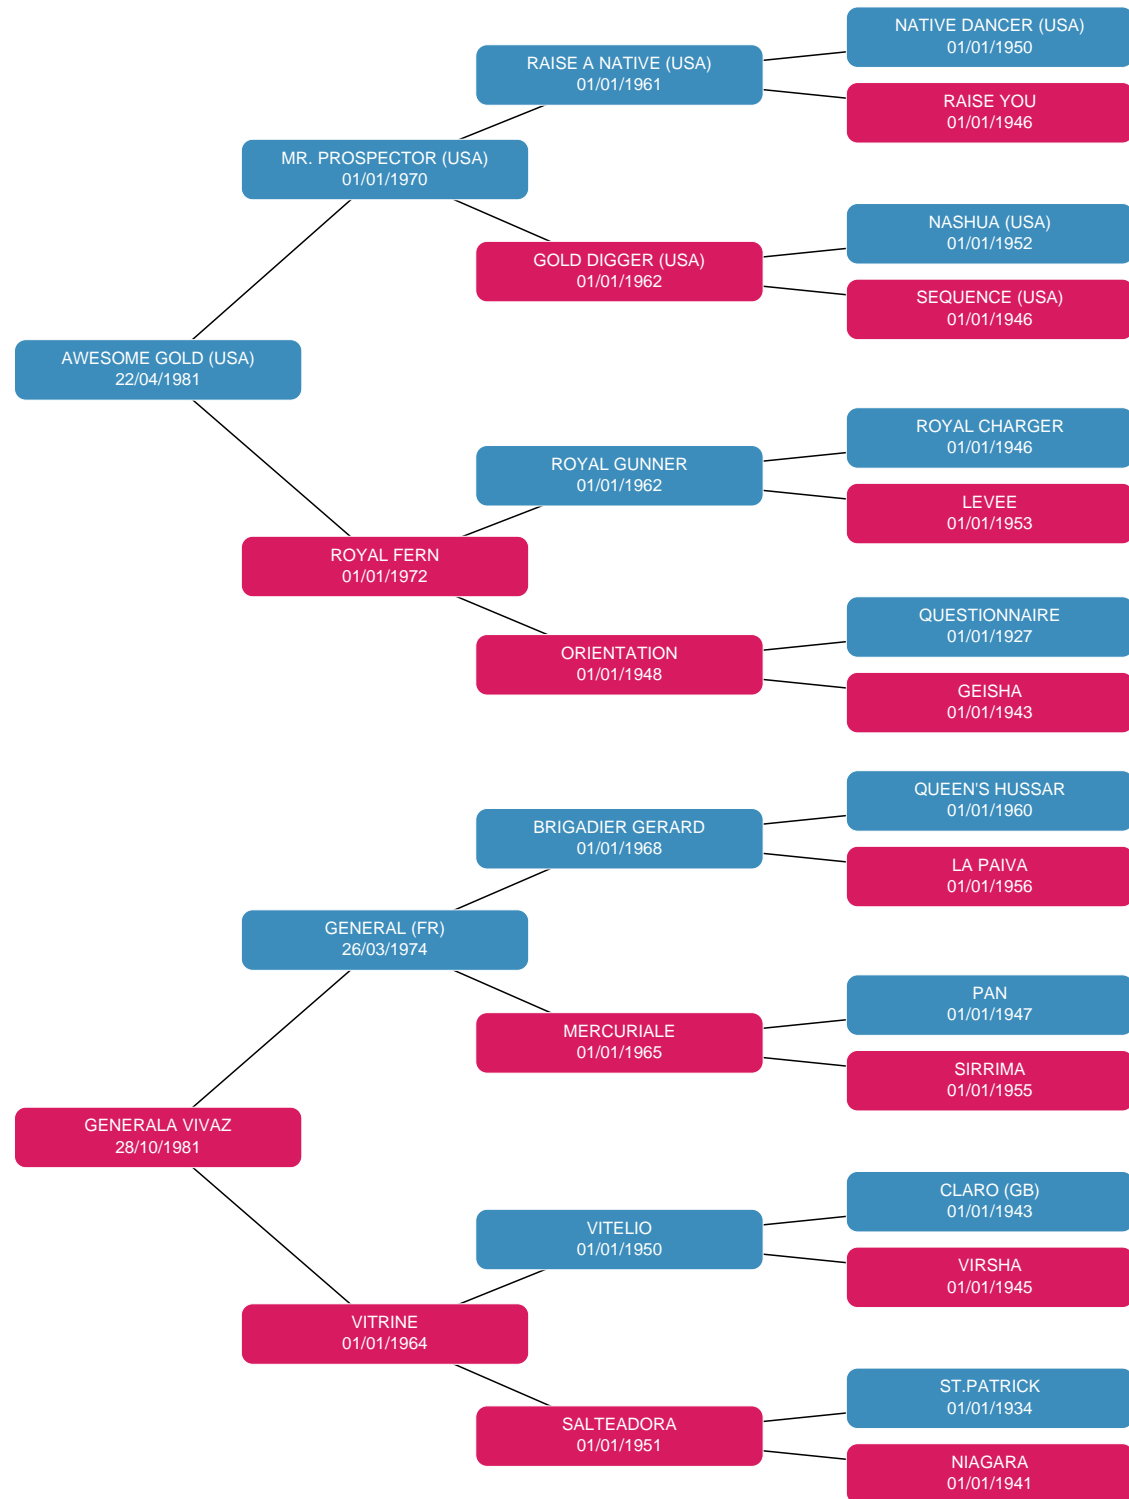 NATIVE DANCER (USA)
01/01/1950
RAISE A NATIVE (USA)
01/01/1961
RAISE YOU
01/01/1946
MR. PROSPECTOR (USA)
01/01/1970
NASHUA (USA)
01/01/1952
GOLD DIGGER (USA)
01/01/1962
SEQUENCE (USA)
01/01/1946
AWESOME GOLD (USA)
22/04/1981
ROYAL CHARGER
01/01/1946
ROYAL GUNNER
01/01/1962
LEVEE
01/01/1953
ROYAL FERN
01/01/1972
QUESTIONNAIRE
01/01/1927
ORIENTATION
01/01/1948
GEISHA
01/01/1943
QUEEN'S HUSSAR
01/01/1960
BRIGADIER GERARD
01/01/1968
LA PAIVA
01/01/1956
GENERAL (FR)
26/03/1974
PAN
01/01/1947
MERCURIALE
01/01/1965
SIRRIMA
01/01/1955
GENERALA VIVAZ
28/10/1981
CLARO (GB)
01/01/1943
VITELIO
01/01/1950
VIRSHA
01/01/1945
VITRINE
01/01/1964
ST.PATRICK
01/01/1934
SALTEADORA
01/01/1951
NIAGARA
01/01/1941